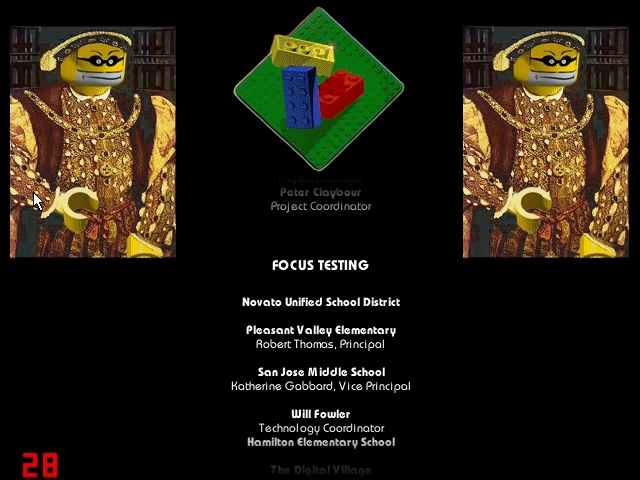 Peter Claybour
Project Coordinator
FOCUS TESTING
Novato Unified School District
Pleasant Valley Elementary
Robert Thomas, Principal
San Jose Middle School
Katherine Gabbard, Vice Principal
Will Fowler
Technology Coordinator
Hamilton Elementary School
The Digital Village
28